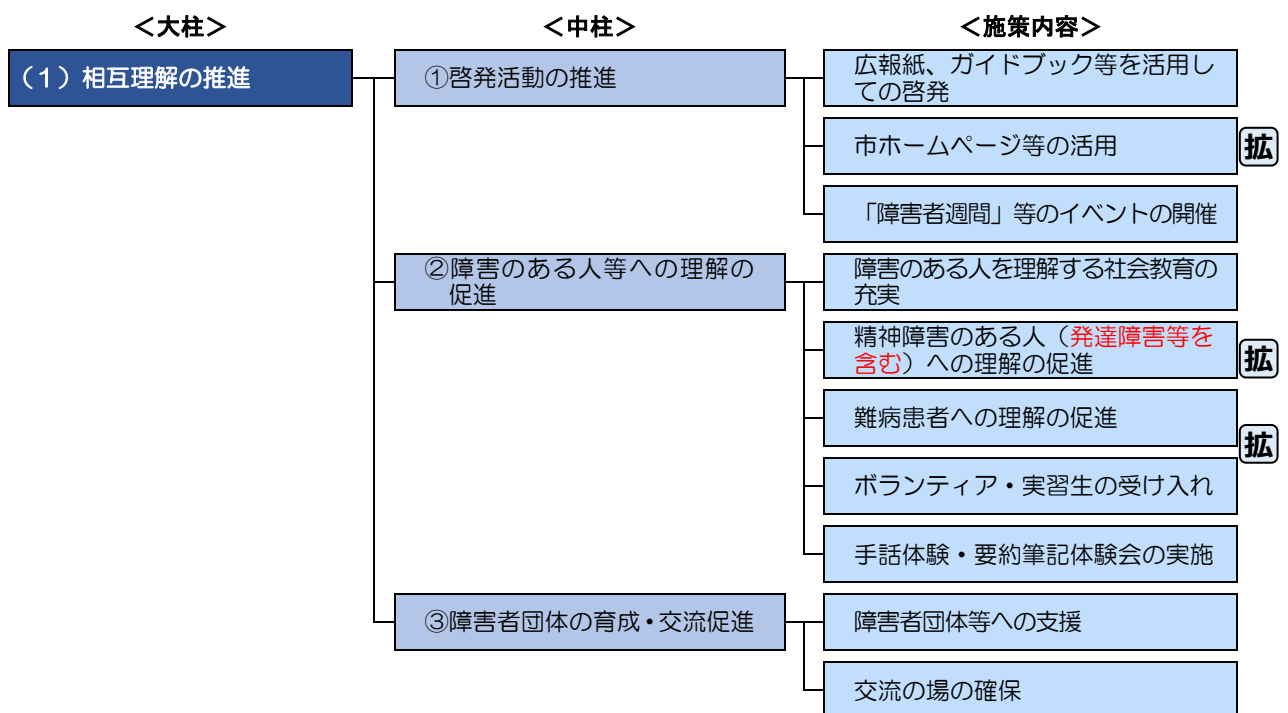 ＜大柱＞
＜中柱＞
＜施策内容＞
（１）相互理解の推進
①啓発活動の推進
広報紙、ガイドブック等を活用し
ての啓発
市ホームページ等の活用
拡
「障害者週間」等のイベントの開催
②障害のある人等への理解の
促進
障害のある人を理解する社会教育の
充実
精神障害のある人（発達障害等を
含む）への理解の促進
拡
難病患者への理解の促進
拡
ボランティア・実習生の受け入れ
手話体験・要約筆記体験会の実施
③障害者団体の育成・交流促進
障害者団体等への支援
交流の場の確保